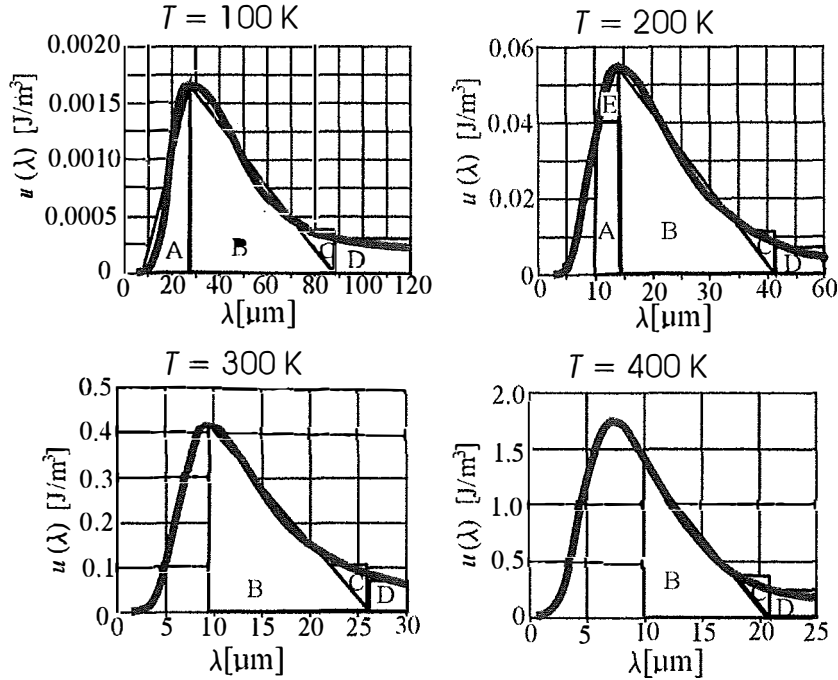 T = 100 K
u(λ) [J/m³]
0.0020
0.0015
0.0010
0.0005
0
A
B
C
D
0 20 40 60 80 100 120
λ[µm]
T = 200 K
u(λ) [J/m³]
0.06
0.04
0.02
0
E
A
B
C
D
0 10 20 30 41 50 60
λ[µm]
T = 300 K
u(λ) [J/m³]
0.5
0.4
0.3
0.2
0.1
0
B
C
D
0 5 10 15 20 25 30
λ[µm]
T = 400 K
u(λ) [J/m³]
2.0
1.5
1.0
0.5
0
B
C
D
0 5 10 15 20 25
λ[µm]